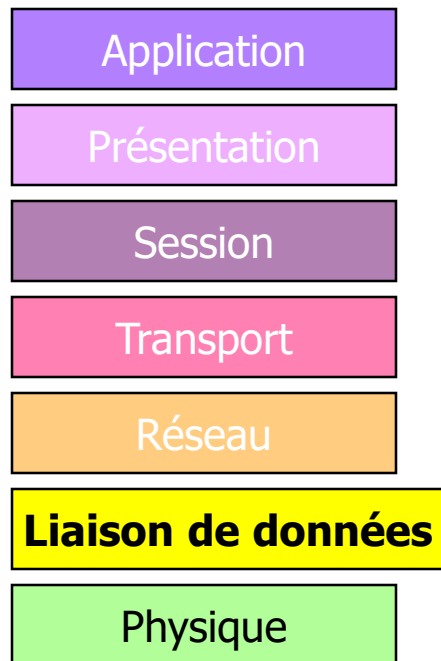 Application
Présentation
Session
Transport
Réseau
Liaison de données
Physique